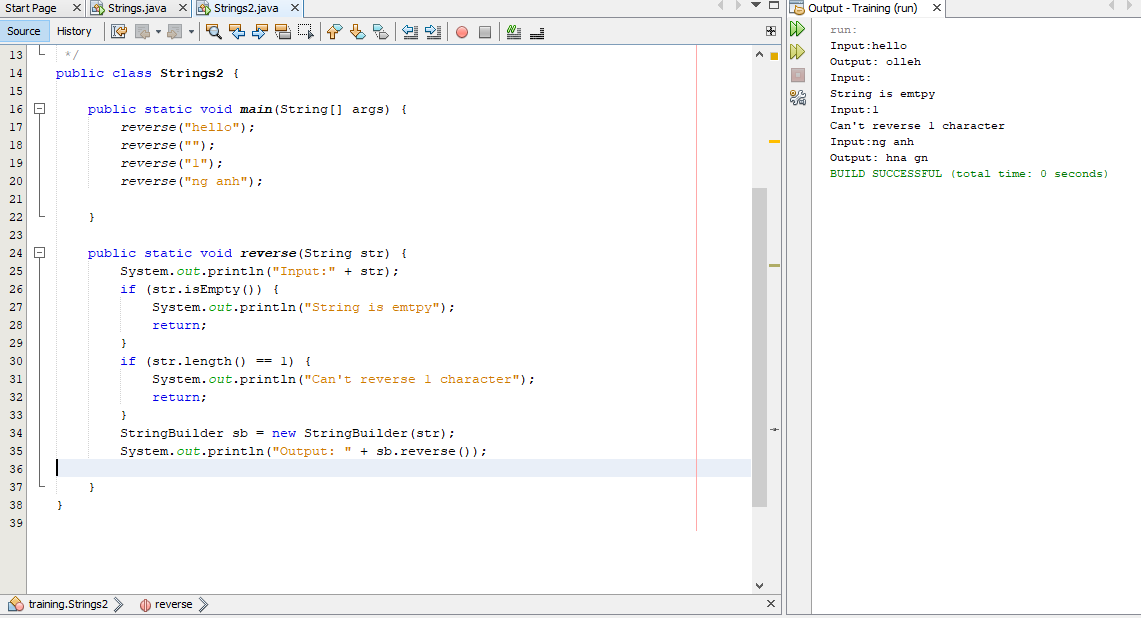 Start Page Strings.java Strings2.java
Source History
13 */
14 public class Strings2 {
15
16 public static void main(String[] args) {
17 reverse("hello");
18 reverse("");
19 reverse("1");
20 reverse("ng anh");
21
22 }
23
24 public static void reverse(String str) {
25 System.out.println("Input:" + str);
26 if (str.isEmpty()) {
27 System.out.println("String is emtpy");
28 return;
29 }
30 if (str.length() == 1) {
31 System.out.println("Can't reverse 1 character");
32 return;
33 }
34 StringBuilder sb = new StringBuilder(str);
35 System.out.println("Output: " + sb.reverse());
36
37 }
38 }
39
training.Strings2 reverse
Output - Training (run)
run:
Input:hello
Output: olleh
Input:
String is emtpy
Input:1
Can't reverse 1 character
Input:ng anh
Output: hna gn
BUILD SUCCESSFUL (total time: 0 seconds)